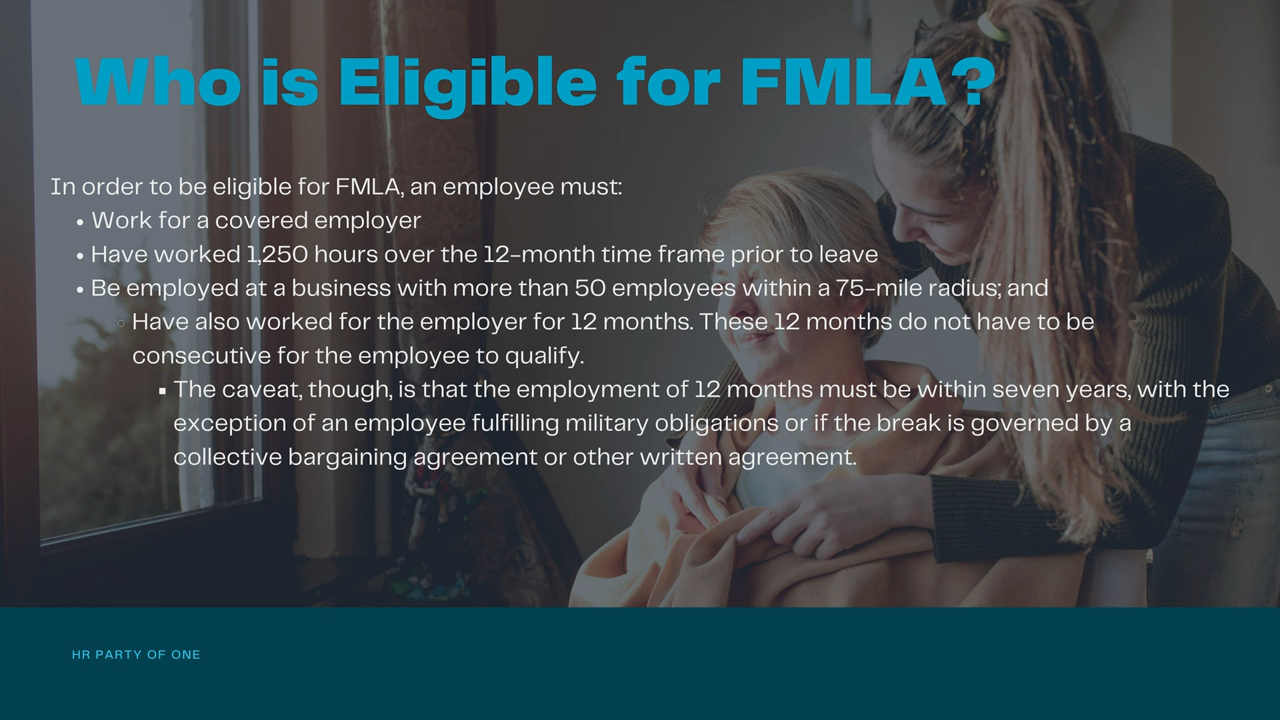 Who is Eligible for FMLA?
In order to be eligible for FMLA, an employee must:
• Work for a covered employer
• Have worked 1,250 hours over the 12-month time frame prior to leave
• Be employed at a business with more than 50 employees within a 75-mile radius; and
◦ Have also worked for the employer for 12 months. These 12 months do not have to be
consecutive for the employee to qualify.
▪ The caveat, though, is that the employment of 12 months must be within seven years, with the
exception of an employee fulfilling military obligations or if the break is governed by a
collective bargaining agreement or other written agreement.
HR PARTY OF ONE